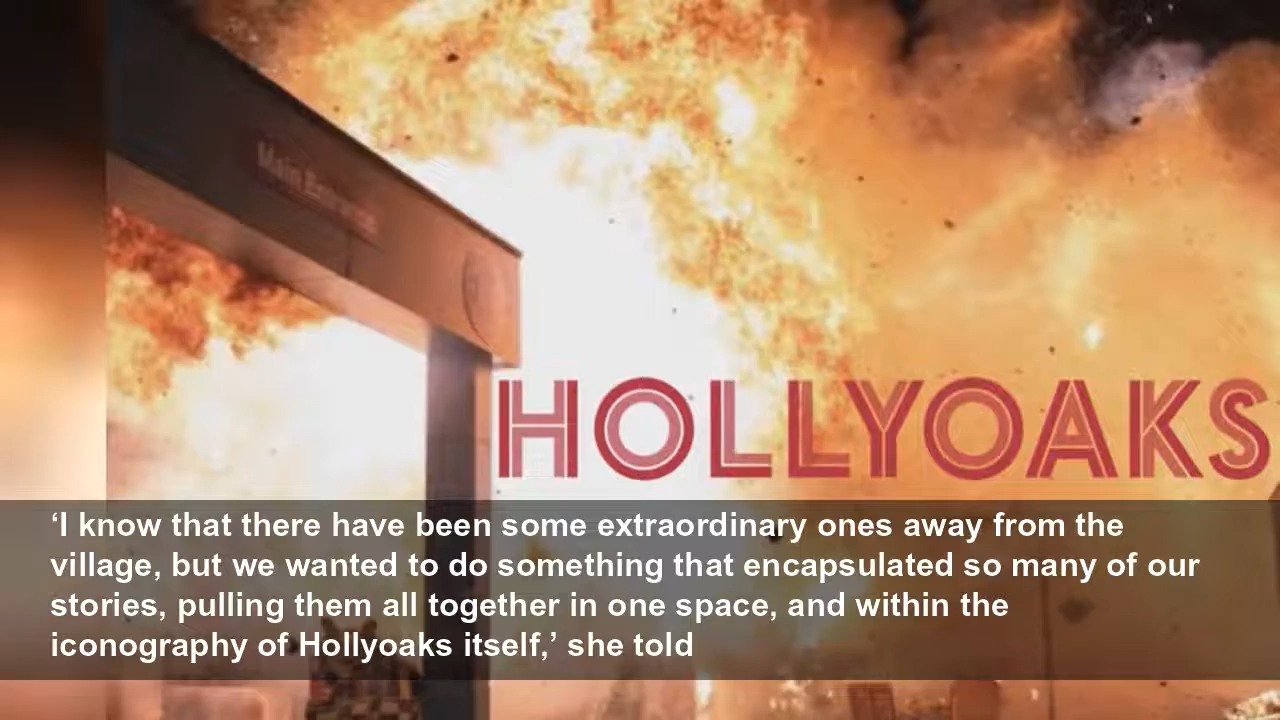 HOLLYOAKS
‘I know that there have been some extraordinary ones away from the
village, but we wanted to do something that encapsulated so many of our
stories, pulling them all together in one space, and within the
iconography of Hollyoaks itself,’ she told